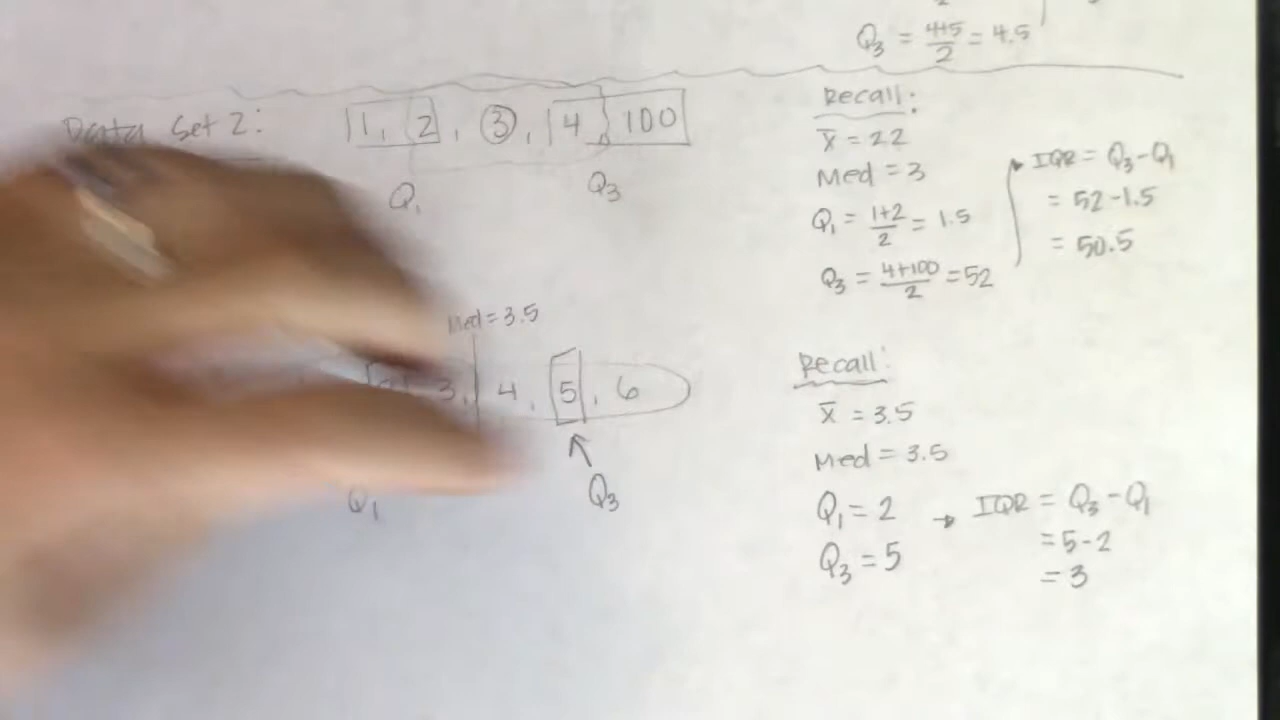 Q₃ = 4+5/2 = 4.5
Data Set 2: 1, 2, 3, 4, 100
Q₁ Q₃
Recall:
x̄ = 22
Med = 3
Q₁ = 1+2/2 = 1.5
Q₃ = 4+100/2 = 52
IQR = Q₃-Q₁
= 52-1.5
= 50.5
Med = 3.5
3, 4, 5, 6
Q₁ Q₃
Recall:
x̄ = 3.5
Med = 3.5
Q₁ = 2
Q₃ = 5
IQR = Q₃-Q₁
= 5-2
= 3